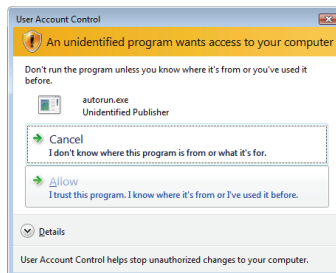 User Account Control
An unidentified program wants access to your computer
Don't run the program unless you know where it's from or you've used it
before.
autorun.exe
Unidentified Publisher
Cancel
I don't know where this program is from or what it's for.
Allow
I trust this program. I know where it's from or I've used it before.
Details
User Account Control helps stop unauthorized changes to your computer.